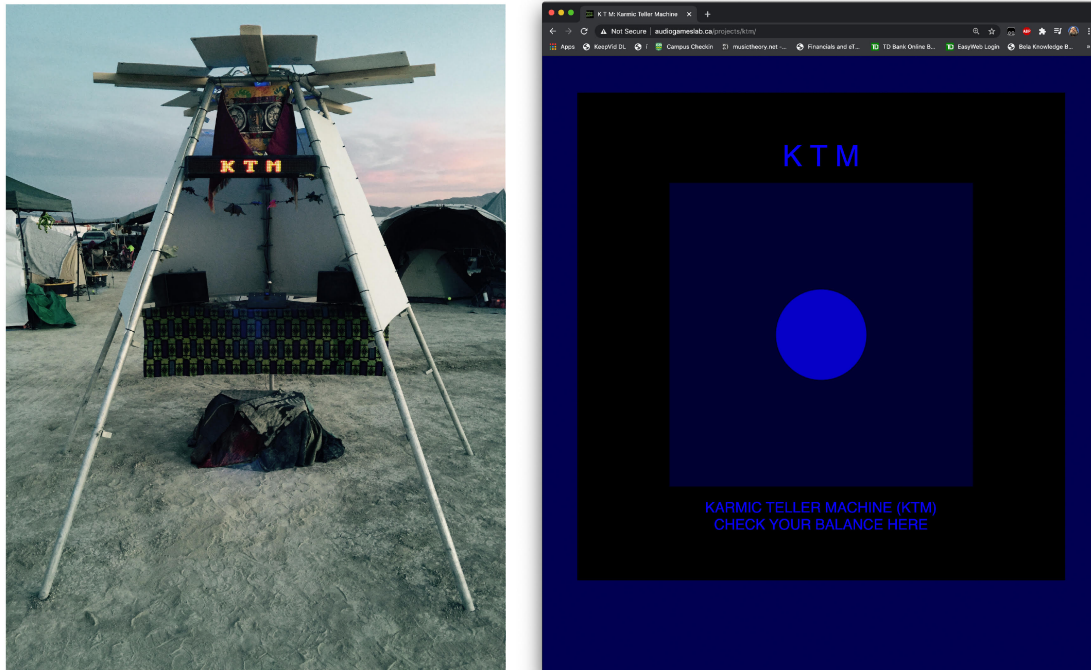 K T M
K T M: Karmic Teller Machine
Not Secure | audiogameslab.ca/projects/ktm/
Apps KeepVid DL Campus Checkin musictheory.net -... Financials and eT... TD Bank Online B... EasyWeb Login Bela Knowledge B...
K T M
KARMIC TELLER MACHINE (KTM)
CHECK YOUR BALANCE HERE